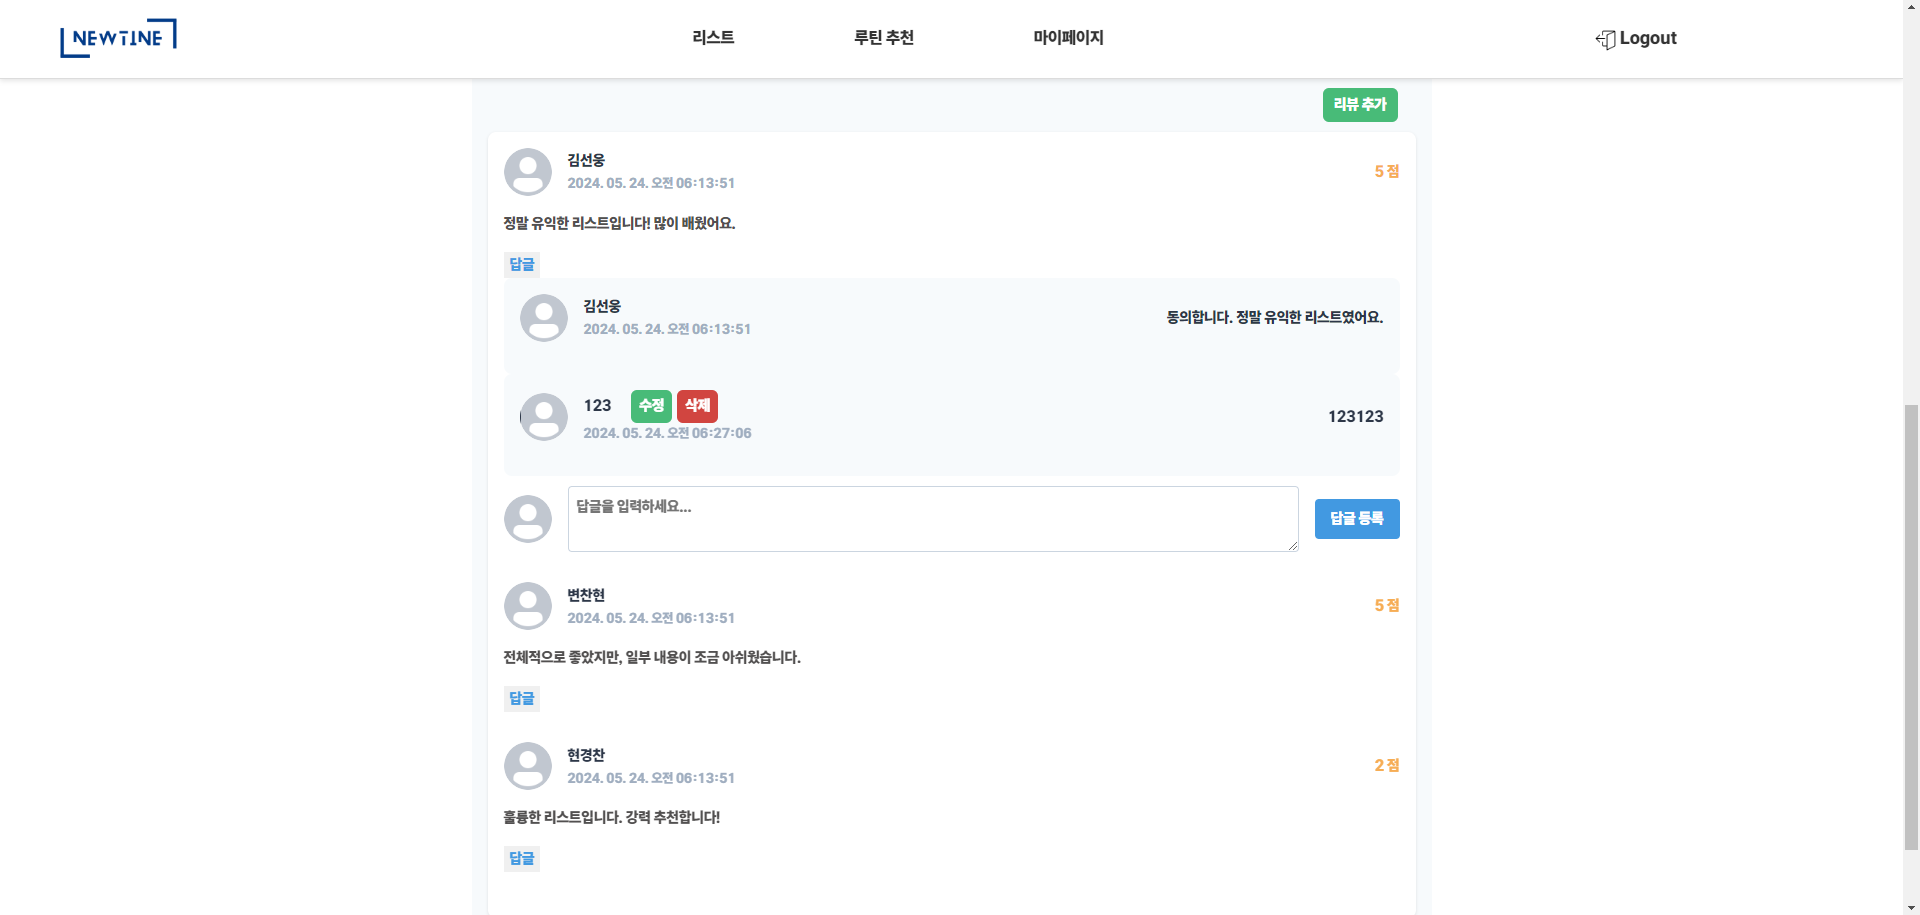 NEWTINE
리스트
루틴 추천
마이페이지
Logout
리뷰 추가
김선웅
2024. 05. 24. 오전 06:13:51
5 점
정말 유익한 리스트입니다! 많이 배웠어요.
답글
김선웅
2024. 05. 24. 오전 06:13:51
동의합니다. 정말 유익한 리스트였어요.
123
수정
삭제
2024. 05. 24. 오전 06:27:06
123123
답글을 입력하세요...
답글 등록
변찬현
2024. 05. 24. 오전 06:13:51
5 점
전체적으로 좋았지만, 일부 내용이 조금 아쉬웠습니다.
답글
현경찬
2024. 05. 24. 오전 06:13:51
2 점
훌륭한 리스트입니다. 강력 추천합니다!
답글